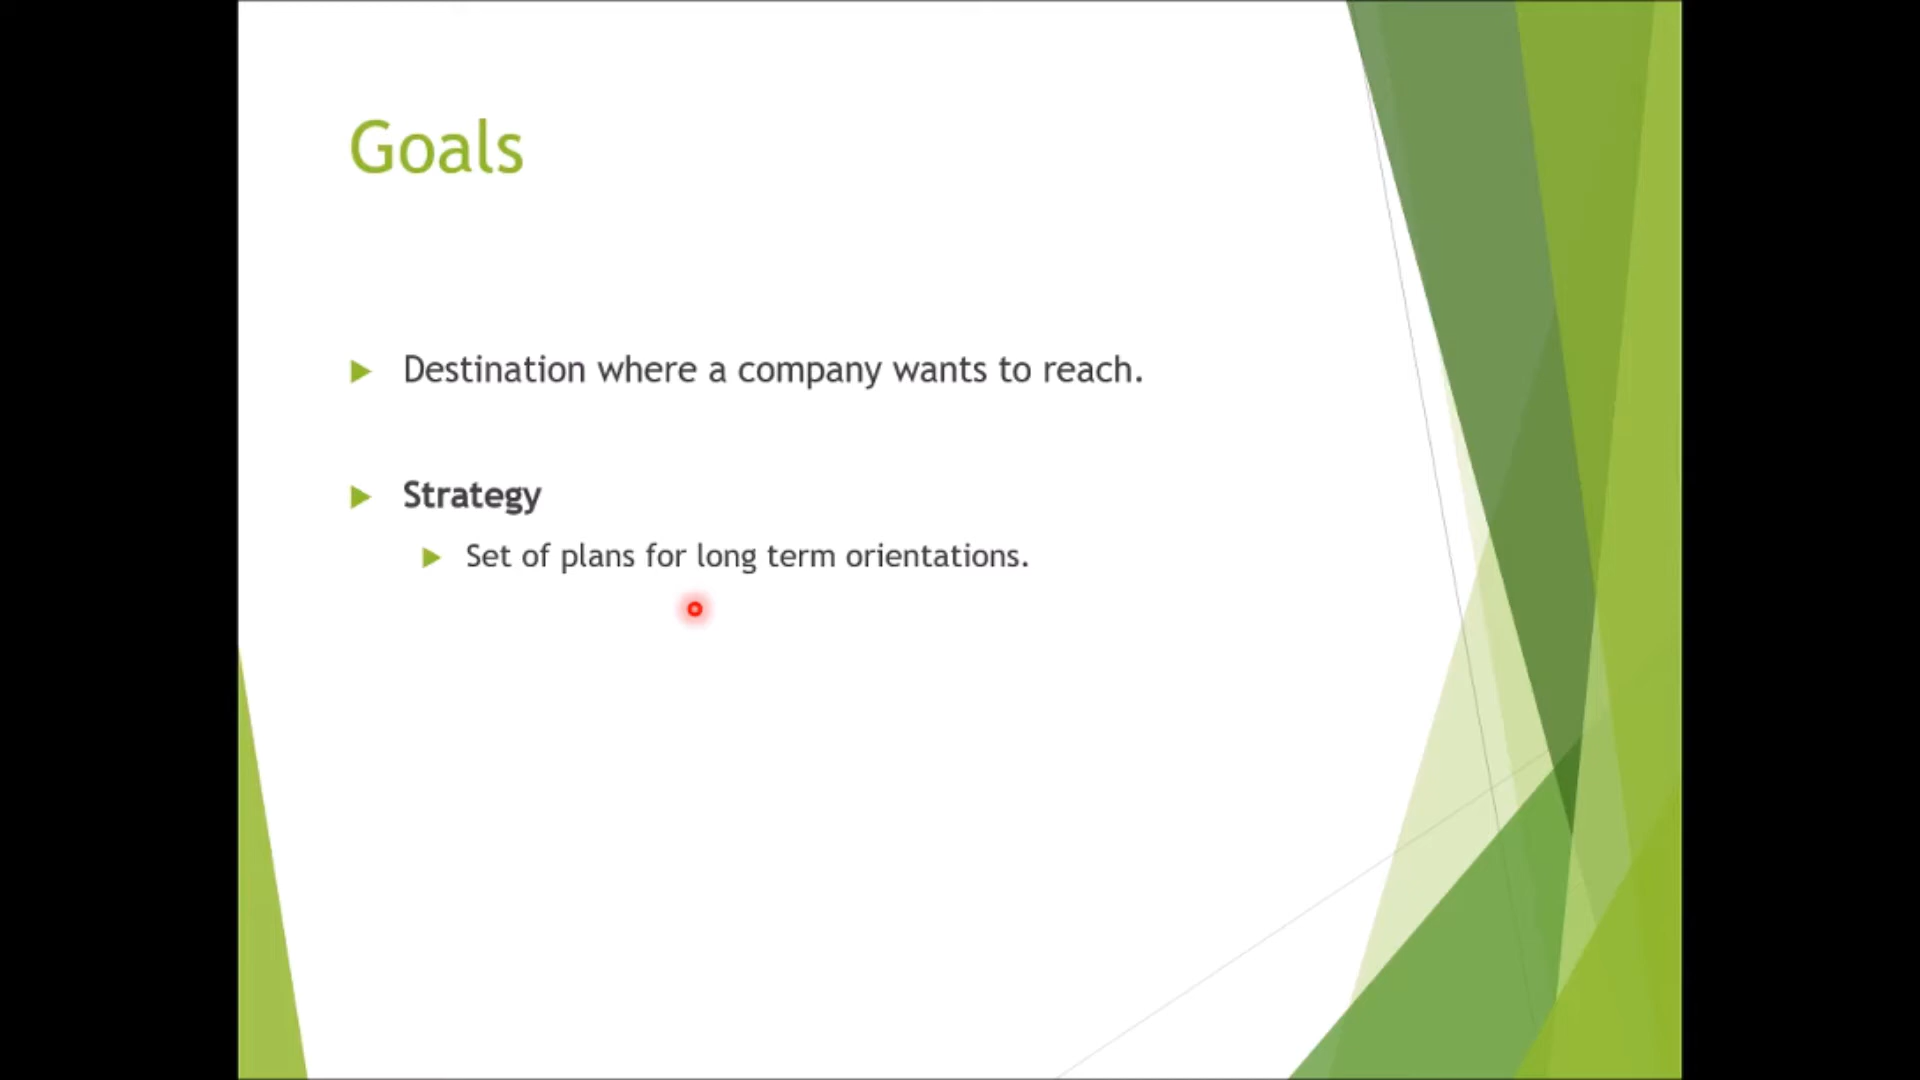 Goals
Destination where a company wants to reach.
Strategy
Set of plans for long term orientations.